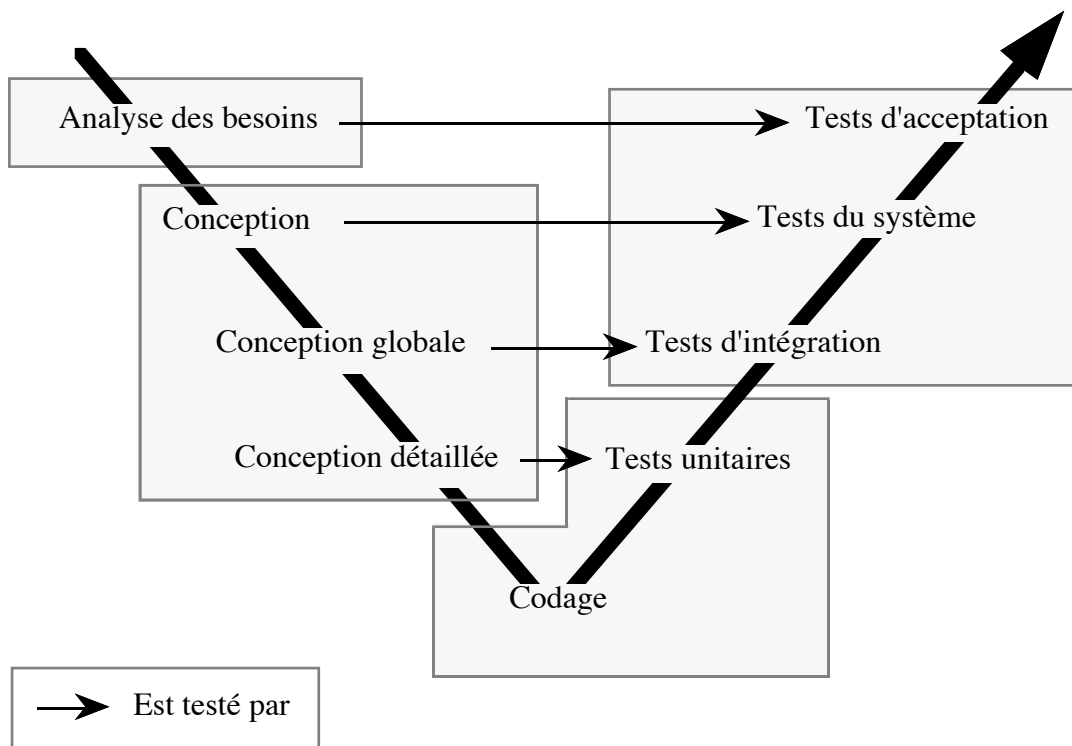 Analyse des besoins
Tests d'acceptation
Conception
Tests du système
Conception globale
Tests d'intégration
Conception détaillée
Tests unitaires
Codage
Est testé par